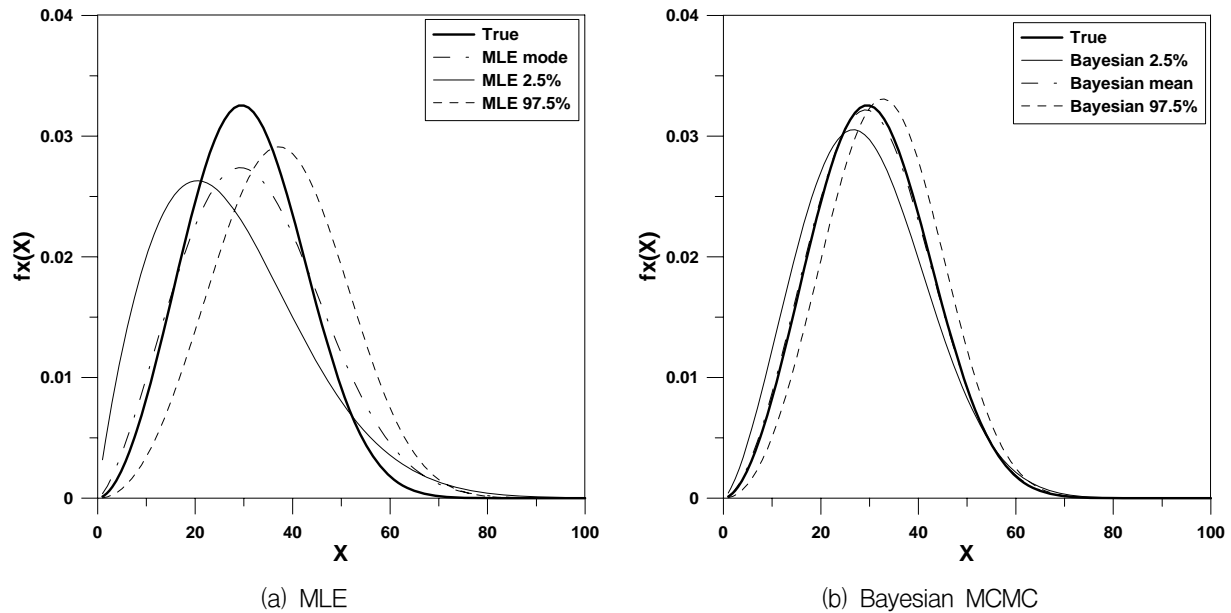 0.04
0.03
0.02
0.01
0
fx(X)
True
MLE mode
MLE 2.5%
MLE 97.5%
0 20 40 60 80 100
X
(a) MLE
0.04
0.03
0.02
0.01
0
fx(X)
True
Bayesian 2.5%
Bayesian mean
Bayesian 97.5%
0 20 40 60 80 100
X
(b) Bayesian MCMC